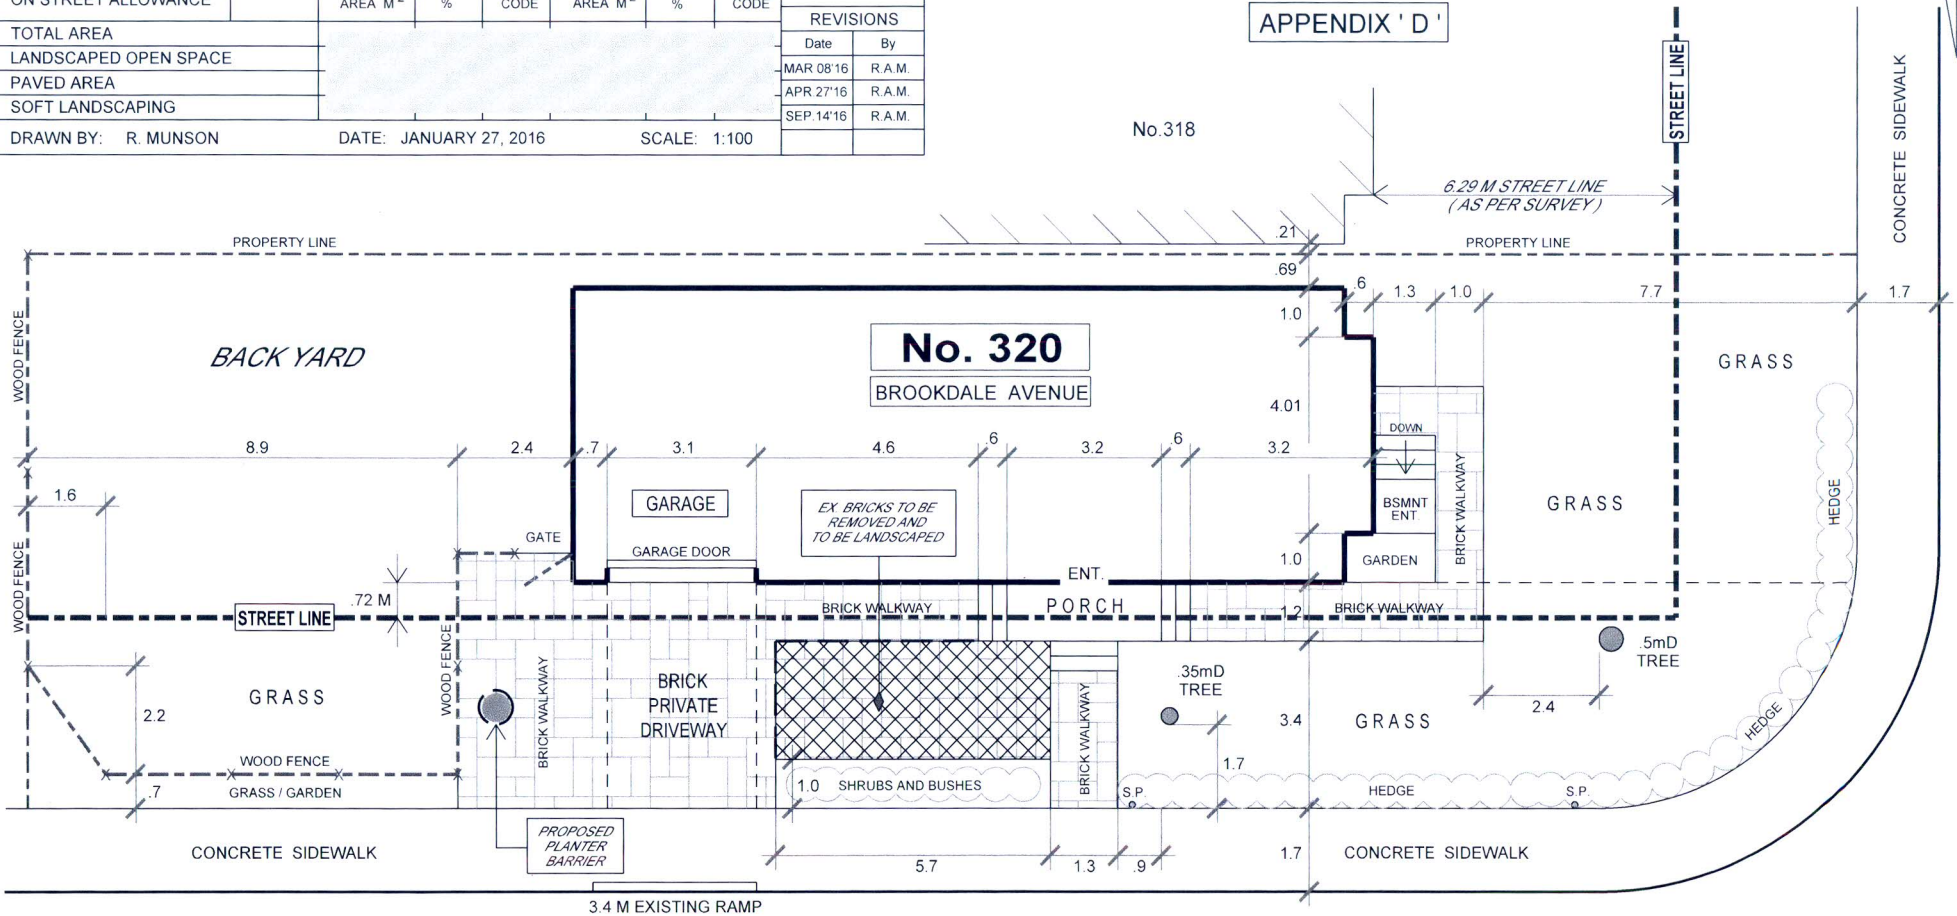 ON STREET ALLOWANCE
AREA M² % CODE AREA M² % CODE
TOTAL AREA
LANDSCAPED OPEN SPACE
PAVED AREA
SOFT LANDSCAPING
DRAWN BY: R. MUNSON DATE: JANUARY 27, 2016 SCALE: 1:100
REVISIONS
Date By
MAR 08'16 R.A.M.
APR 27'16 R.A.M.
SEP.14'16 R.A.M.
APPENDIX ' D '
STREET LINE
CONCRETE SIDEWALK
No.318
6.29 M STREET LINE
( AS PER SURVEY )
PROPERTY LINE
.21
PROPERTY LINE
.69
.6 1.3 1.0 7.7 1.7
1.0
WOOD FENCE
BACK YARD
No. 320
BROOKDALE AVENUE
GRASS
4.01
DOWN
8.9 2.4 .7 3.1 4.6 .6 3.2 .6 3.2
1.6
GARAGE
EX. BRICKS TO BE
REMOVED AND
TO BE LANDSCAPED
BSMNT
ENT.
BRICK WALKWAY
GRASS
HEDGE
GATE
GARAGE DOOR
1.0
GARDEN
WOOD FENCE
ENT.
.72 M
STREET LINE
BRICK WALKWAY
PORCH
1.2
BRICK WALKWAY
.5mD
TREE
WOOD FENCE
GRASS
2.2
BRICK WALKWAY
BRICK
PRIVATE
DRIVEWAY
BRICK WALKWAY
.35mD
TREE
3.4
GRASS
2.4
HEDGE
WOOD FENCE
.7
GRASS / GARDEN
1.0
SHRUBS AND BUSHES
1.7
S.P.
HEDGE
S.P.
CONCRETE SIDEWALK
PROPOSED
PLANTER
BARRIER
5.7 1.3 .9
1.7
CONCRETE SIDEWALK
3.4 M EXISTING RAMP